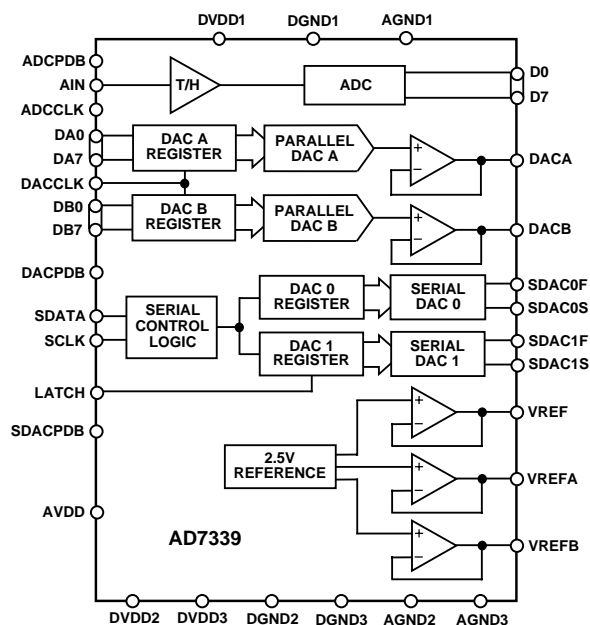 DVDD1
DGND1
AGND1
ADCPDB
AIN
T/H
ADC
D0
D7
ADCCLK
DA0
DA7
DAC A
REGISTER
PARALLEL
DAC A
+
−
DACA
DACCLK
DB0
DB7
DAC B
REGISTER
PARALLEL
DAC B
+
−
DACB
DACPDB
DAC 0
REGISTER
SERIAL
DAC 0
SDAC0F
SDAC0S
SDATA
SCLK
SERIAL
CONTROL
LOGIC
DAC 1
REGISTER
SERIAL
DAC 1
SDAC1F
SDAC1S
LATCH
SDACPDB
+
−
VREF
2.5V
REFERENCE
+
−
VREFA
AVDD
AD7339
+
−
VREFB
DVDD2
DVDD3
DGND2
DGND3
AGND2
AGND3